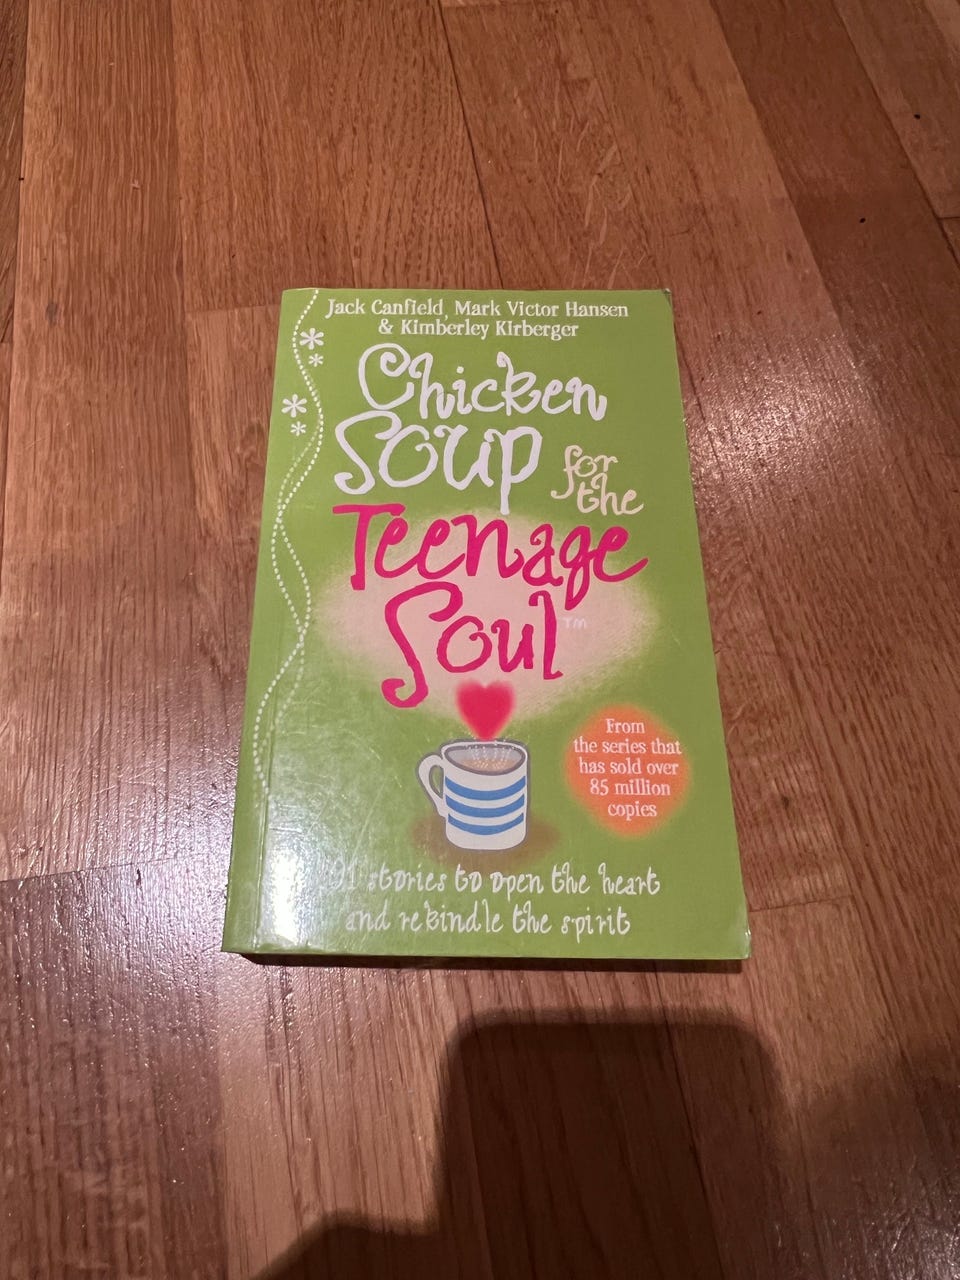 Jack Canfield, Mark Victor Hansen
& Kimberley Kirberger
Chicken
Soup for
the
Teenage
Soul™
From
the series that
has sold over
85 million
copies
stories to open the heart
and rekindle the spirit